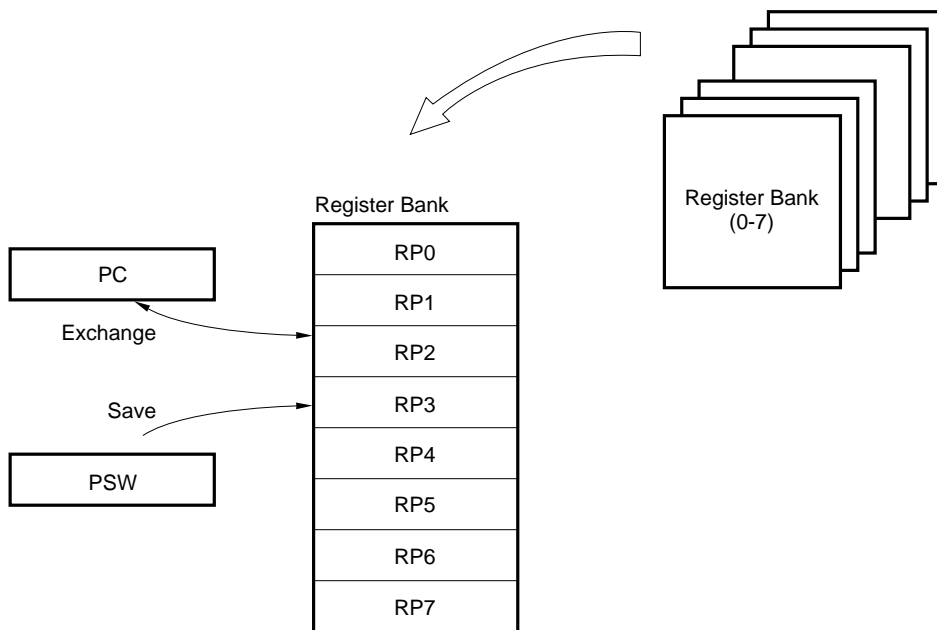 Register Bank
(0-7)
Register Bank
RP0
PC
RP1
Exchange
RP2
Save
RP3
RP4
PSW
RP5
RP6
RP7